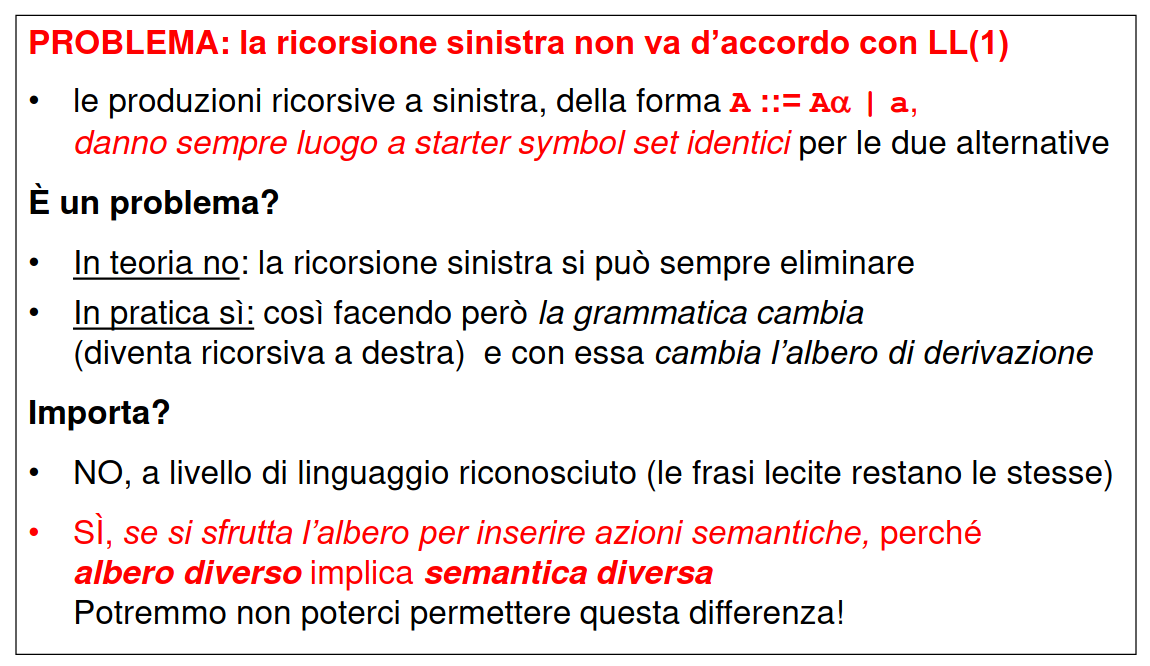 PROBLEMA: la ricorsione sinistra non va d’accordo con LL(1)
• le produzioni ricorsive a sinistra, della forma A ::= Aα | a,
danno sempre luogo a starter symbol set identici per le due alternative
È un problema?
• In teoria no: la ricorsione sinistra si può sempre eliminare
• In pratica sì: così facendo però la grammatica cambia
(diventa ricorsiva a destra) e con essa cambia l’albero di derivazione
Importa?
• NO, a livello di linguaggio riconosciuto (le frasi lecite restano le stesse)
• SÌ, se si sfrutta l’albero per inserire azioni semantiche, perché
albero diverso implica semantica diversa
Potremmo non poterci permettere questa differenza!